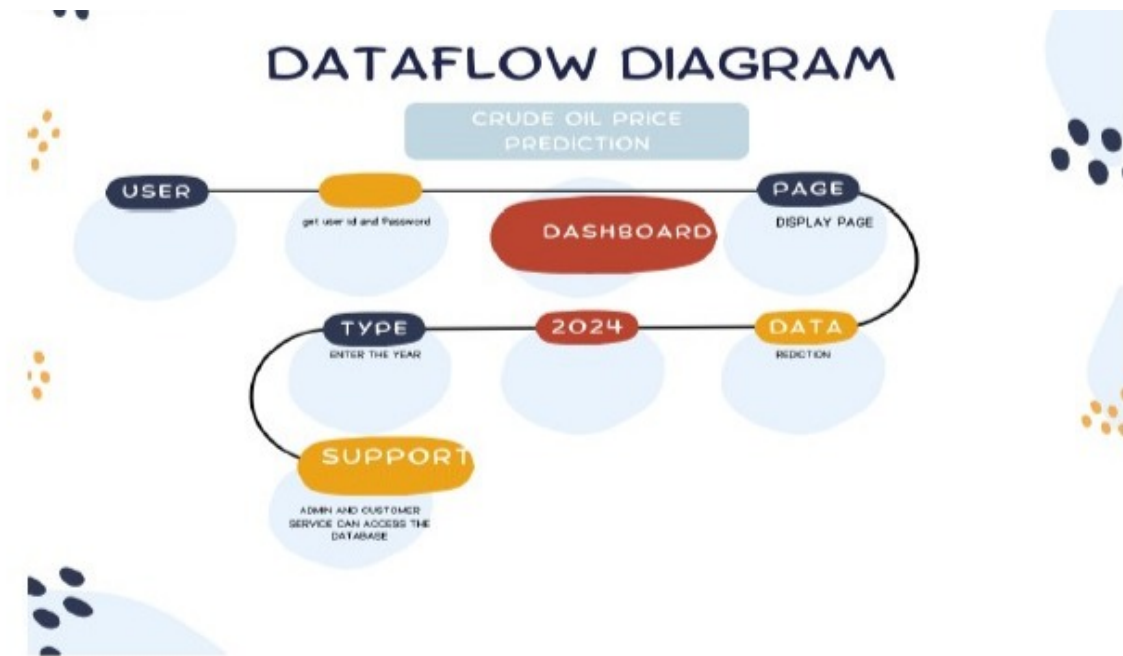 DATAFLOW DIAGRAM
CRUDE OIL PRICE
PREDICTION
USER
get user id and Password
DASHBOARD
PAGE
DISPLAY PAGE
TYPE
ENTER THE YEAR
2024
DATA
REDICTION
SUPPORT
ADMIN AND CUSTOMER
SERVICE CAN ACCESS THE
DATABASE